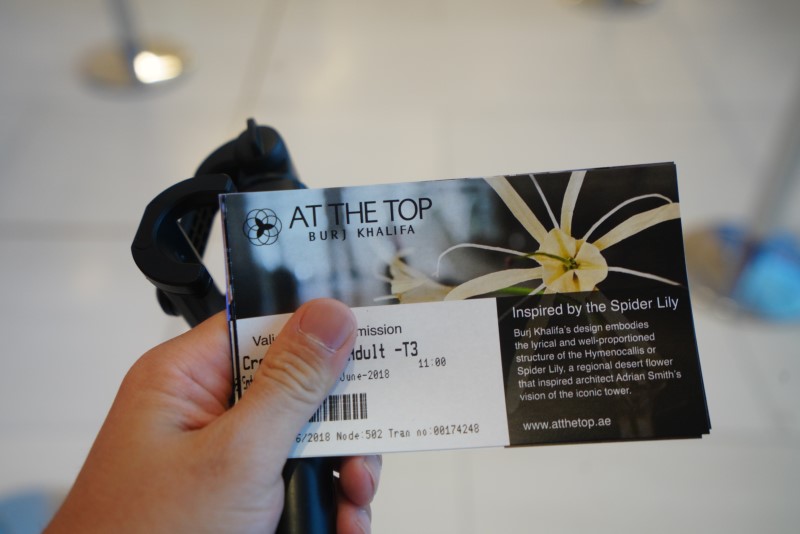 AT THE TOP
BURJ KHALIFA
mission
Adult -T3
11:00
June-2018
6/2018 Node:502 Tran no:00174248
Inspired by the Spider Lily
Burj Khalifa's design embodies
the lyrical and well-proportioned
structure of the Hymenocallis or
Spider Lily, a regional desert flower
that inspired architect Adrian Smith's
vision of the iconic tower.
www.atthetop.ae